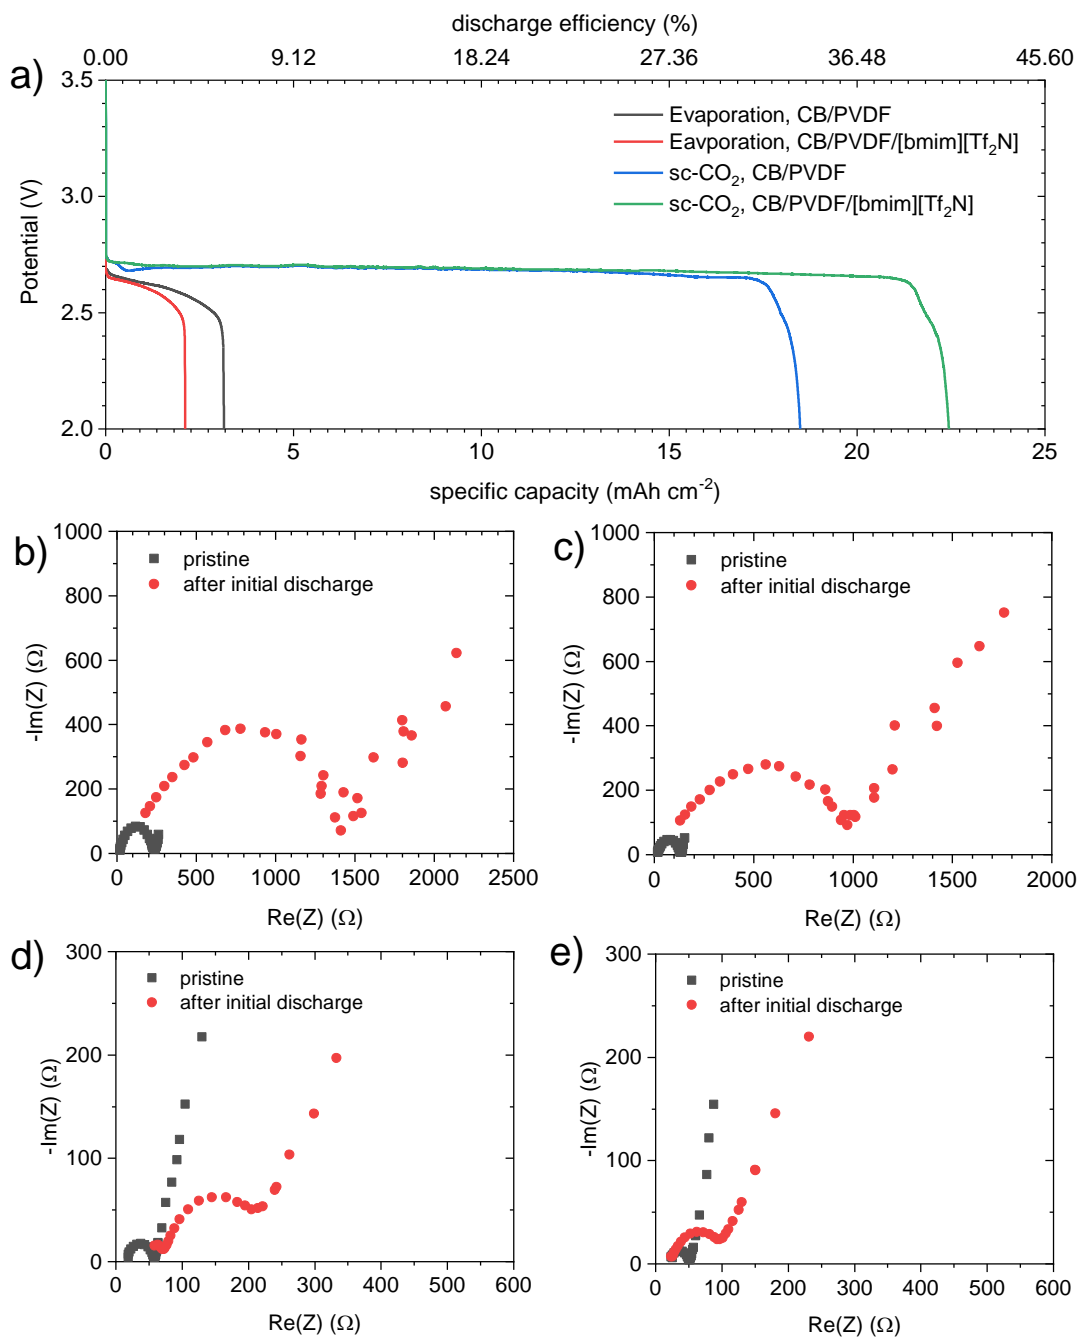 discharge efficiency (%)
0.00 9.12 18.24 27.36 36.48 45.60
a)
3.5
3.0
2.5
2.0
Potential (V)
Evaporation, CB/PVDF
Eavporation, CB/PVDF/[bmim][Tf₂N]
sc-CO₂, CB/PVDF
sc-CO₂, CB/PVDF/[bmim][Tf₂N]
0 5 10 15 20 25
specific capacity (mAh cm⁻²)
b)
1000
800
600
400
200
0
-Im(Z) (Ω)
pristine
after initial discharge
0 500 1000 1500 2000 2500
Re(Z) (Ω)
c)
1000
800
600
400
200
0
-Im(Z) (Ω)
pristine
after initial discharge
0 500 1000 1500 2000
Re(Z) (Ω)
d)
300
200
100
0
-Im(Z) (Ω)
pristine
after initial discharge
0 100 200 300 400 500 600
Re(Z) (Ω)
e)
300
200
100
0
-Im(Z) (Ω)
pristine
after initial discharge
0 100 200 300 400 500 600
Re(Z) (Ω)